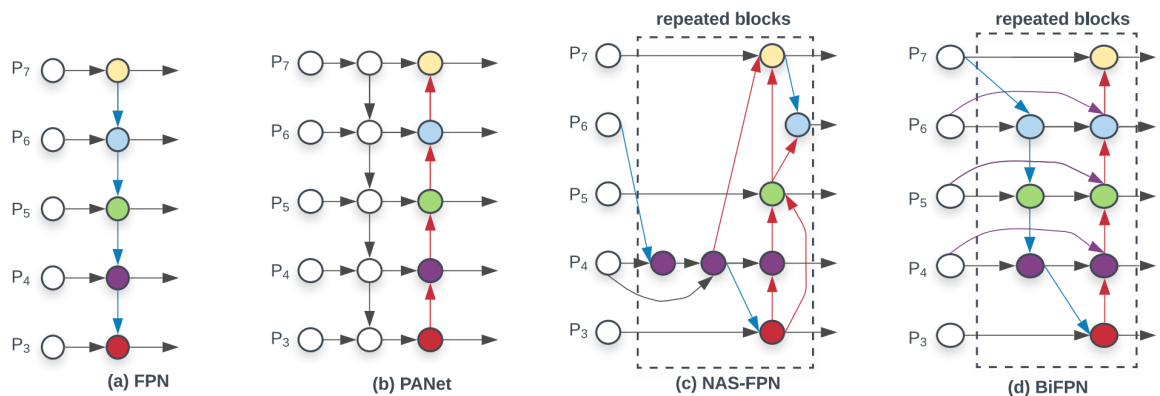 repeated blocks
repeated blocks
P7
P6
P5
P4
P3
(a) FPN
P7
P6
P5
P4
P3
(b) PANet
P7
P6
P5
P4
P3
(c) NAS-FPN
P7
P6
P5
P4
P3
(d) BiFPN